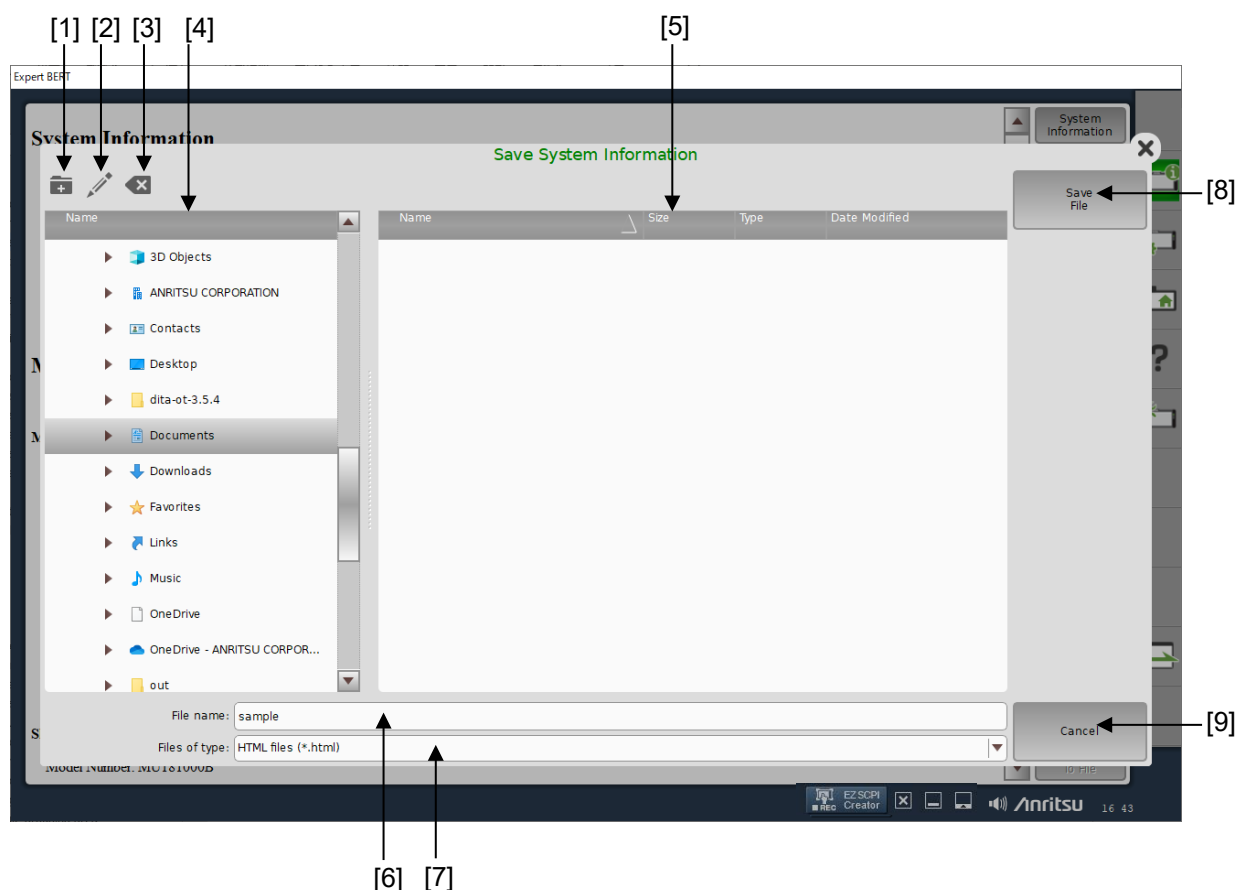 [1] [2] [3] [4] [5]
Expert BERT
System Information
System
Information
Save System Information
Save
File
[8]
Name
Name Size Type Date Modified
3D Objects
ANRITSU CORPORATION
Contacts
Desktop
dita-ot-3.5.4
Documents
Downloads
Favorites
Links
Music
OneDrive
OneDrive - ANRITSU CORPOR...
out
File name: sample
Files of type: HTML files (*.html)
Cancel
[9]
Model Number: MU181000B
To File
REC
EZ SCPI
Creator
Anritsu 16 43
[6] [7]